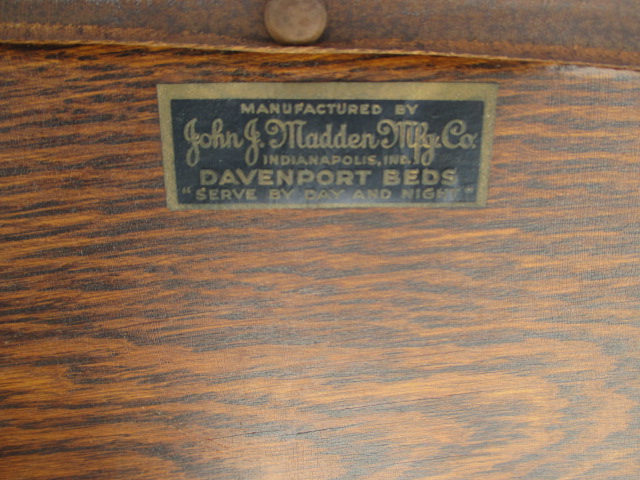 MANUFACTURED BY
John J. Madden Mfg. Co.
INDIANAPOLIS, IND.
DAVENPORT BEDS
"SERVE BY DAY AND NIGHT"